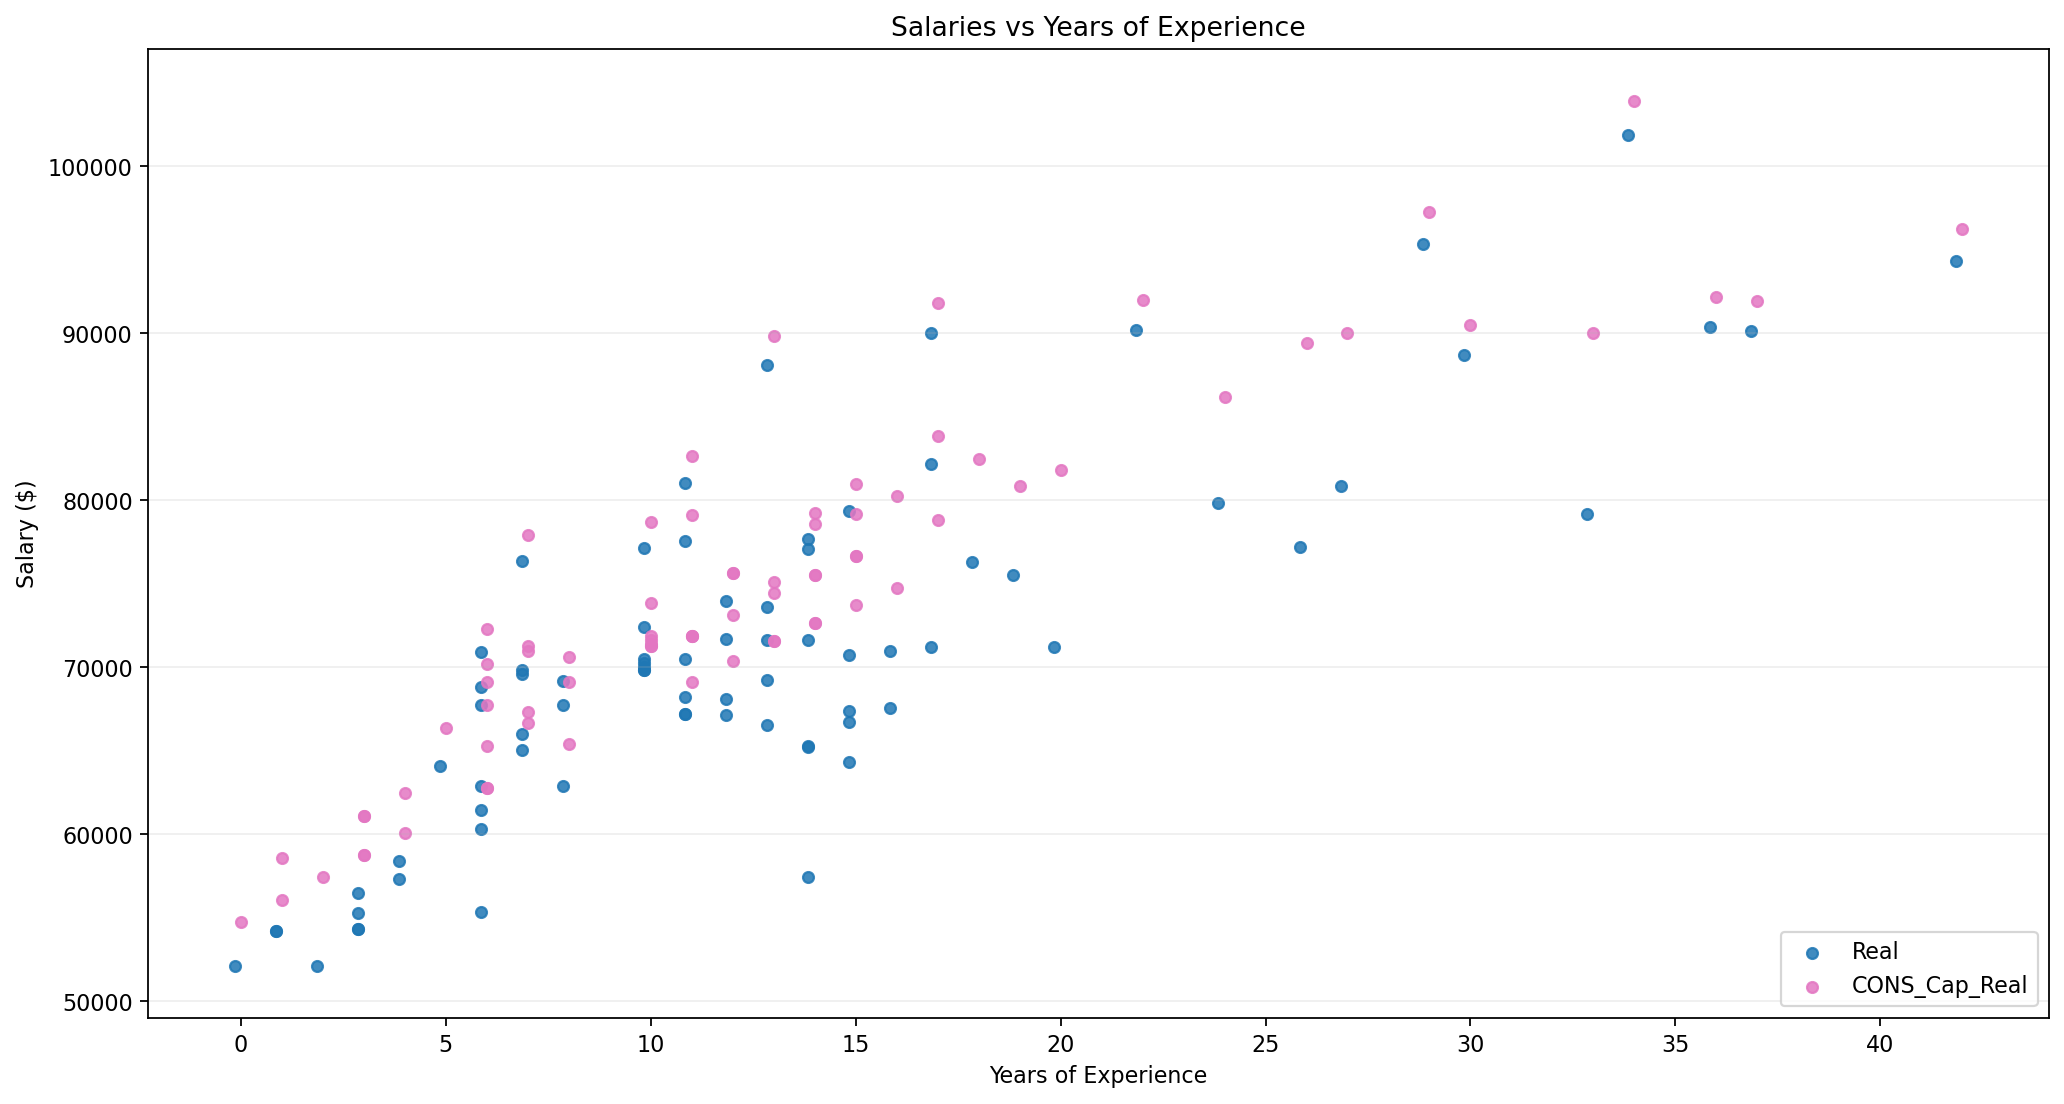 Salaries vs Years of Experience
Salary ($)
100000
90000
80000
70000
60000
50000
0 5 10 15 20 25 30 35 40
Years of Experience
Real
CONS_Cap_Real